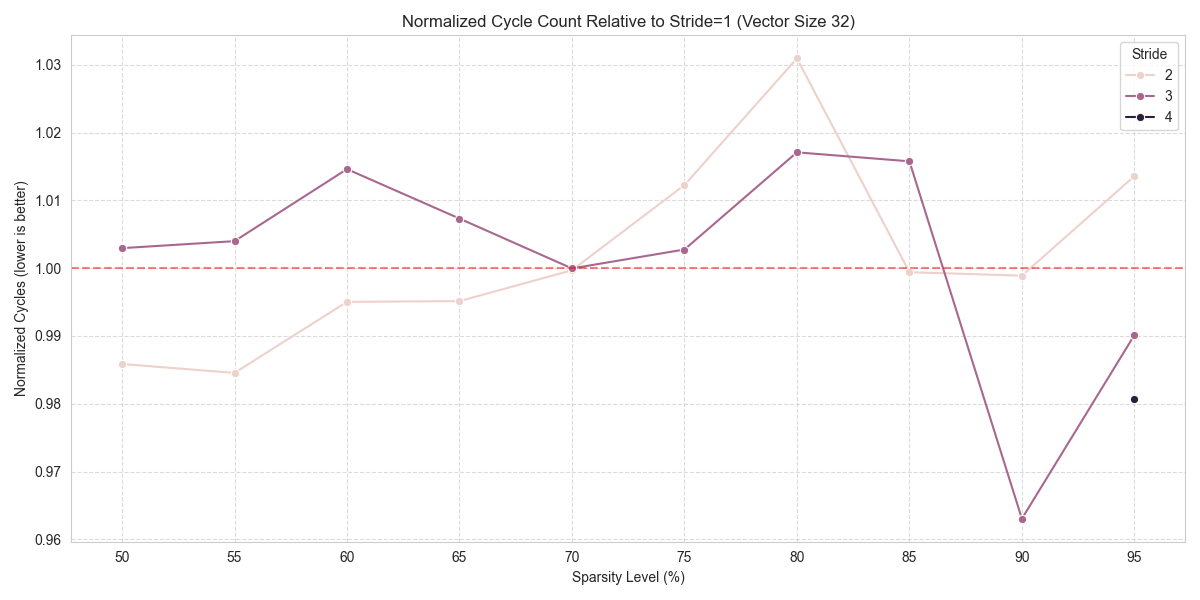 Normalized Cycle Count Relative to Stride=1 (Vector Size 32)
Stride
2
3
4
Normalized Cycles (lower is better)
1.03
1.02
1.01
1.00
0.99
0.98
0.97
0.96
50 55 60 65 70 75 80 85 90 95
Sparsity Level (%)